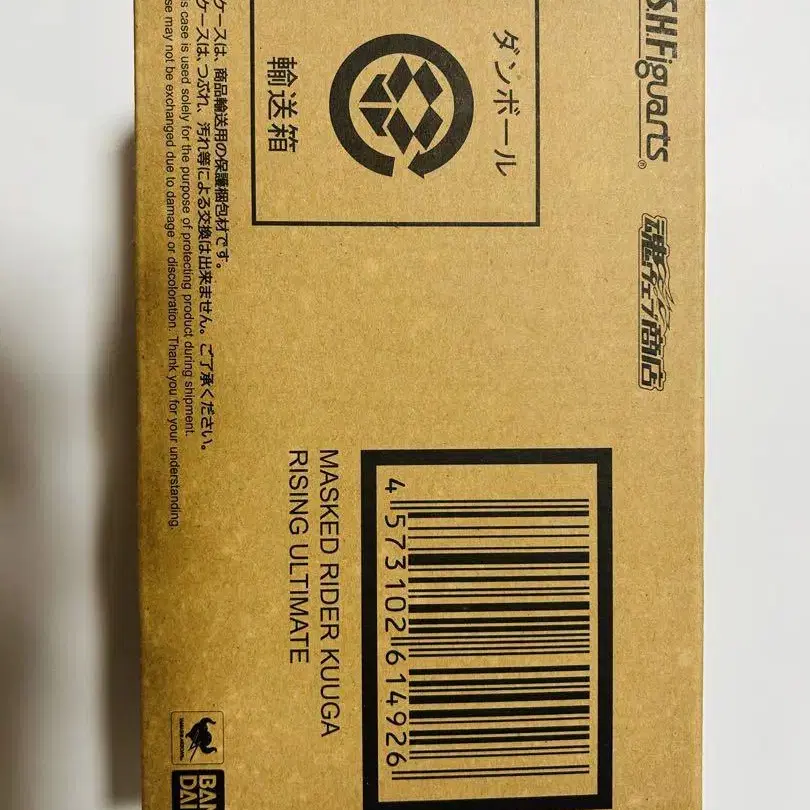 S.H.Figuarts®
魂ウェブ商店
ダンボール
輸送箱
ケースは、商品輸送用の保護梱包材です。
ケースは、つぶれ、汚れ等による交換は出来ません。ご了承ください。
is case is used solely for the purpose of protecting product during shipment.
se may not be exchanged due to damage or discoloration. Thank you for your understanding.
4 573102 614926
MASKED RIDER KUUGA
RISING ULTIMATE
BAN
DAI